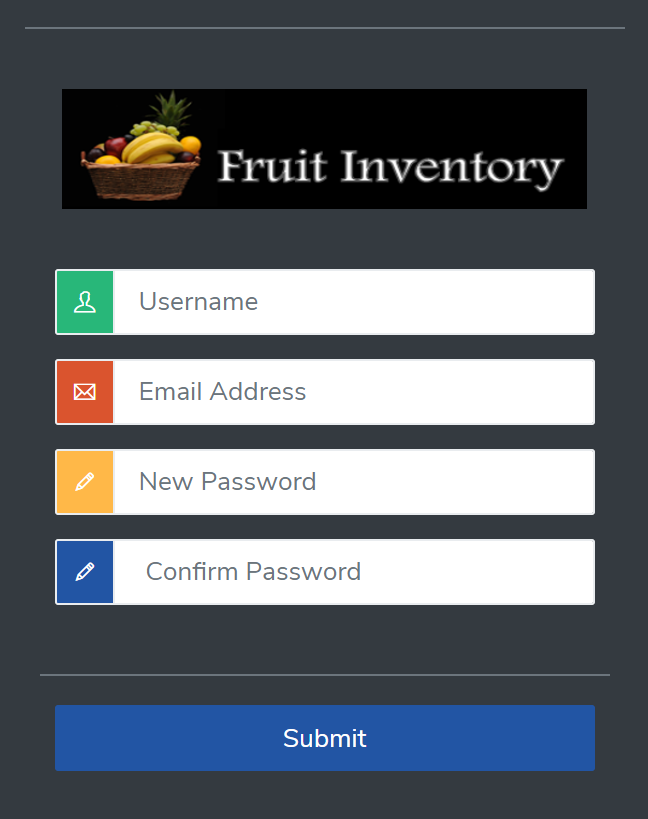 Fruit Inventory
Username
Email Address
New Password
Confirm Password
Submit